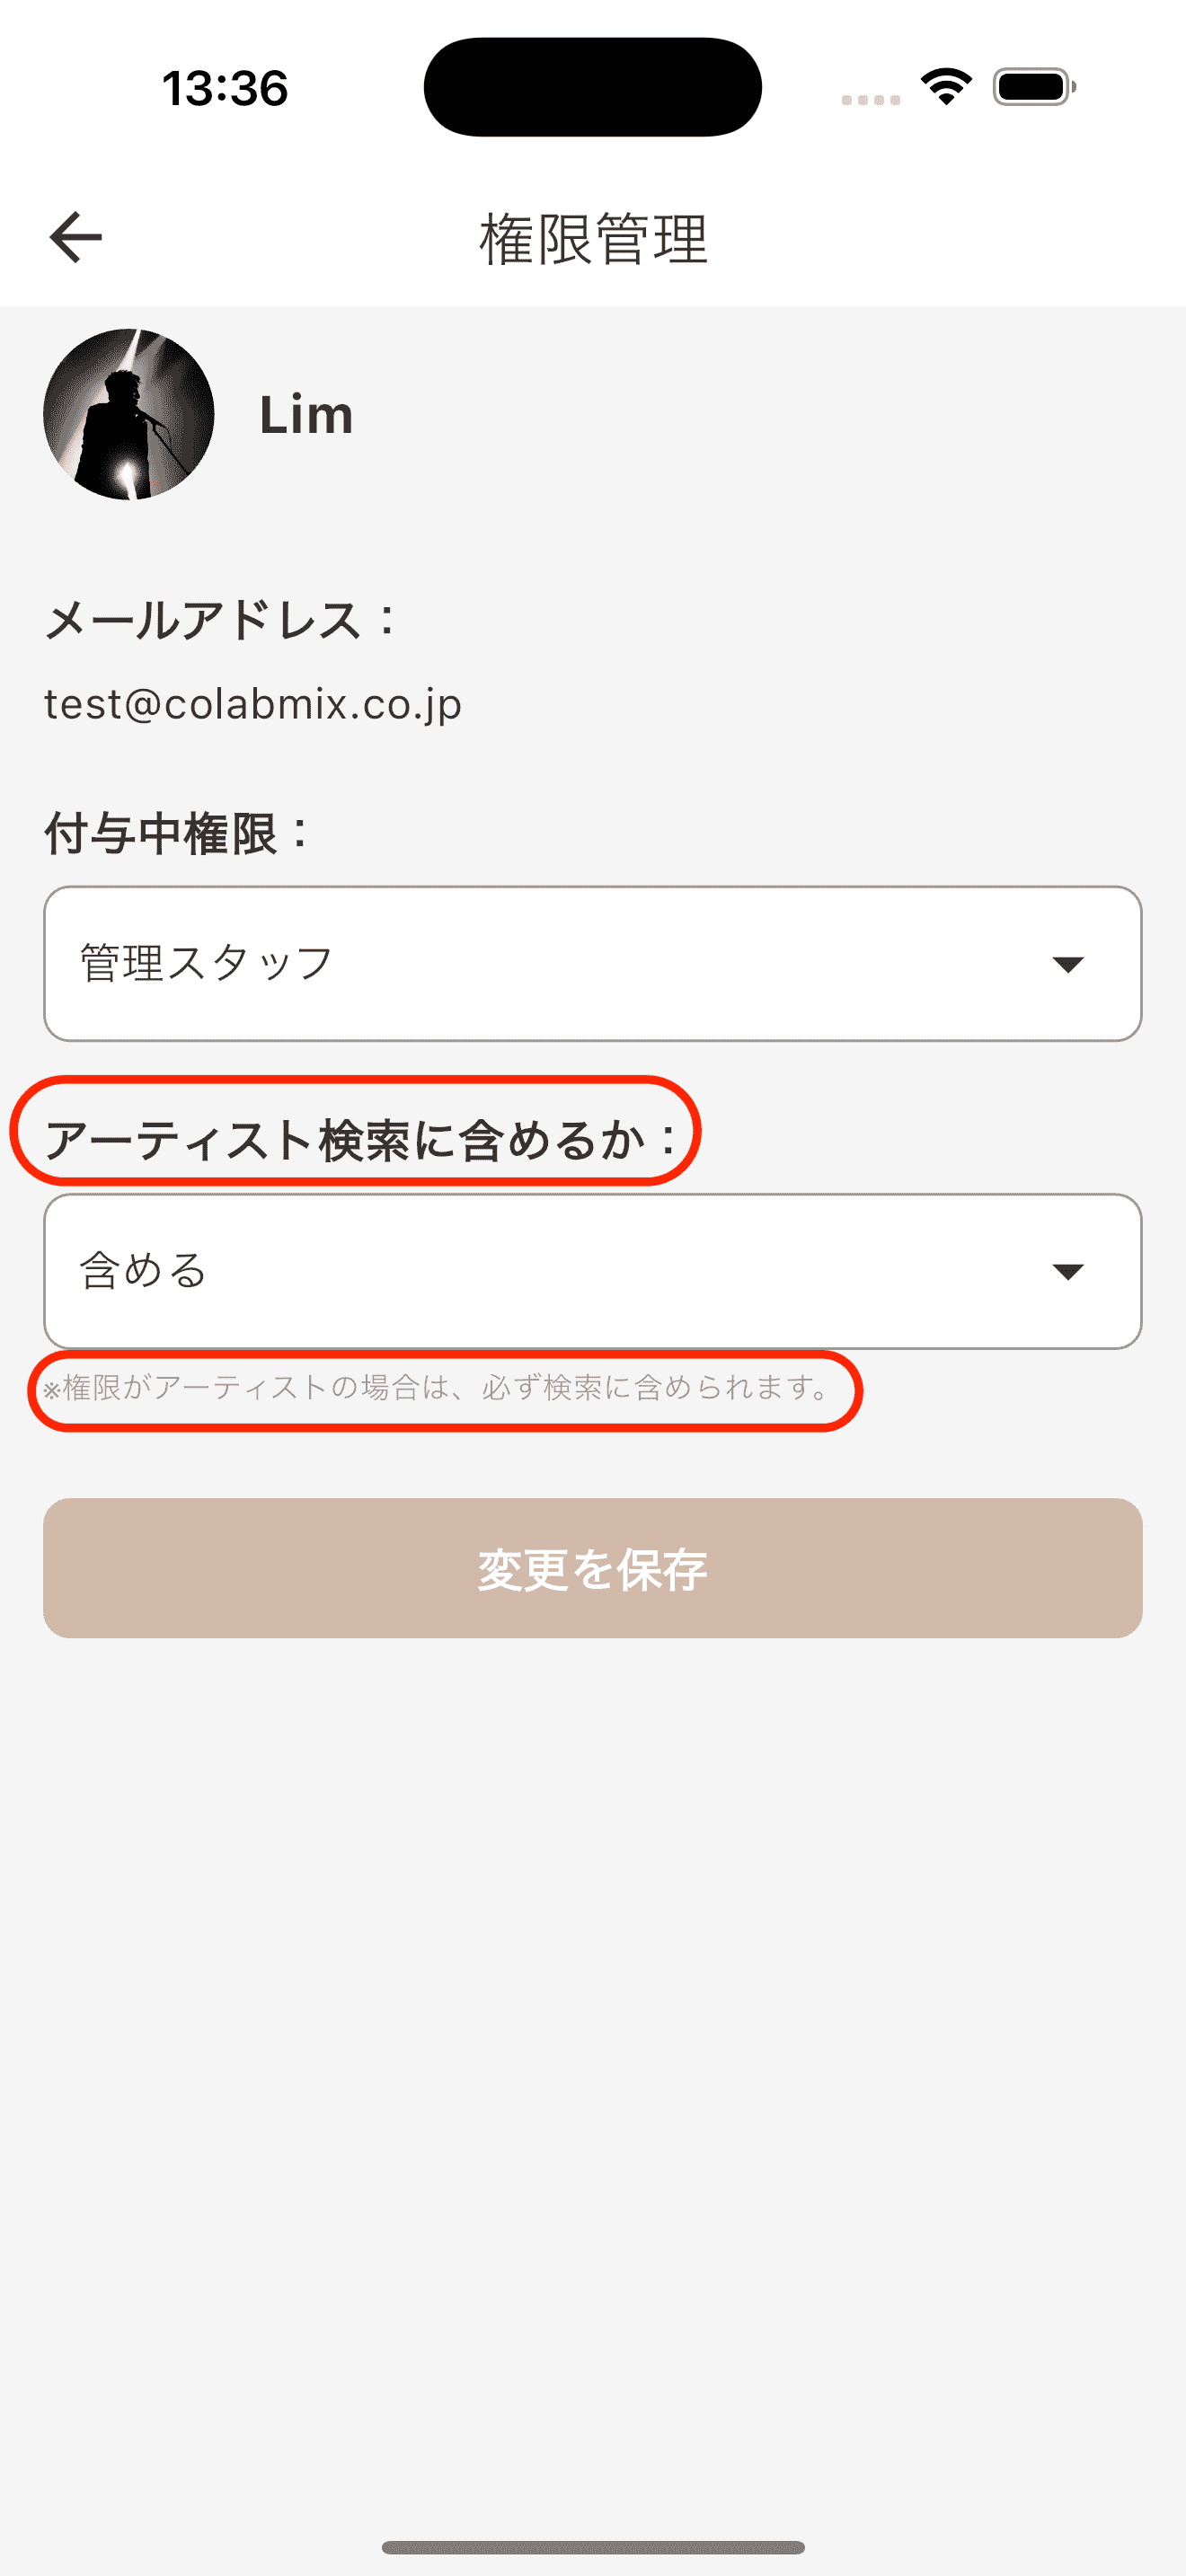 13:36
権限管理
Lim
メールアドレス：
test@colabmix.co.jp
付与中権限：
管理スタッフ
アーティスト検索に含めるか：
含める
※権限がアーティストの場合は、必ず検索に含められます。
変更を保存